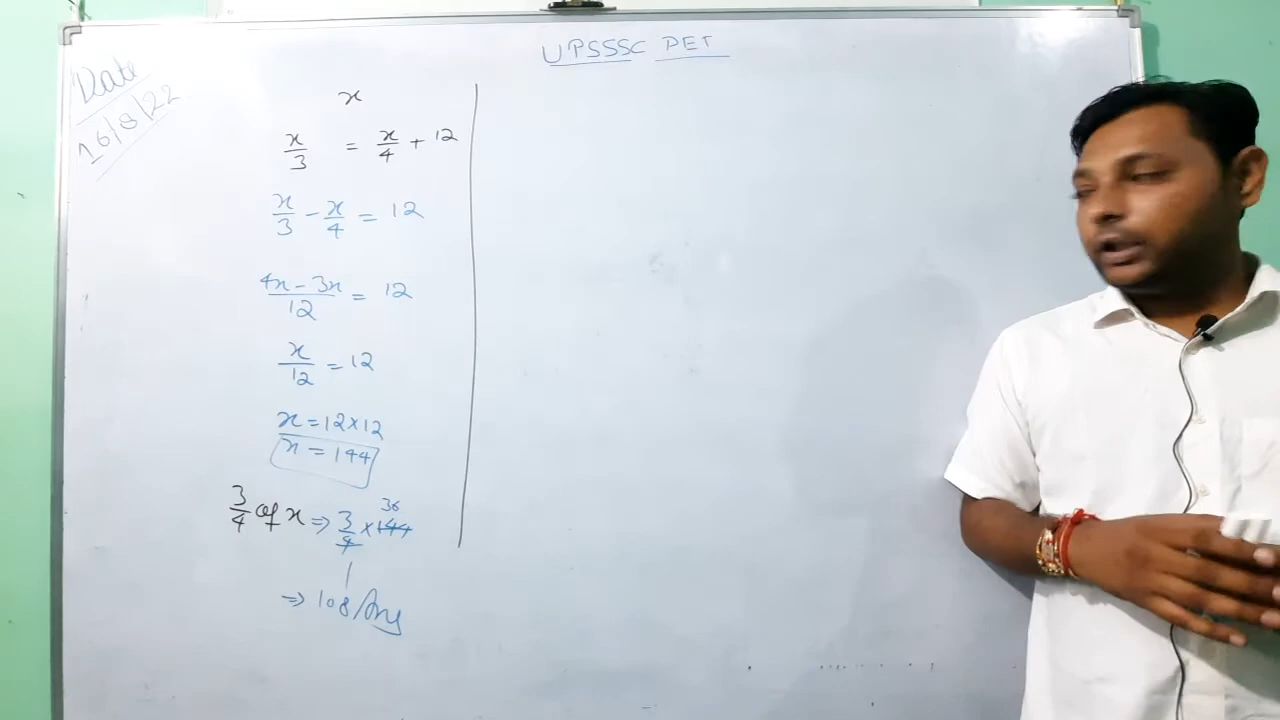 UPSSSC PET
Date
16/8/22
x
x/3 = x/4 + 12
x/3 - x/4 = 12
4x - 3x/12 = 12
x/12 = 12
x = 12×12
x = 144
3/4 of x ⇒ 3/4 × 144 36
1
⇒ 108 Ans